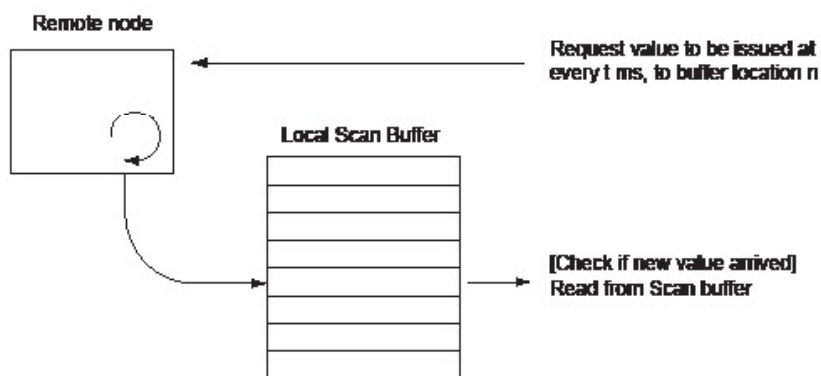 Remote node
Request value to be issued at
every t ms, to buffer location n
Local Scan Buffer
[Check if new value arrived]
Read from Scan buffer